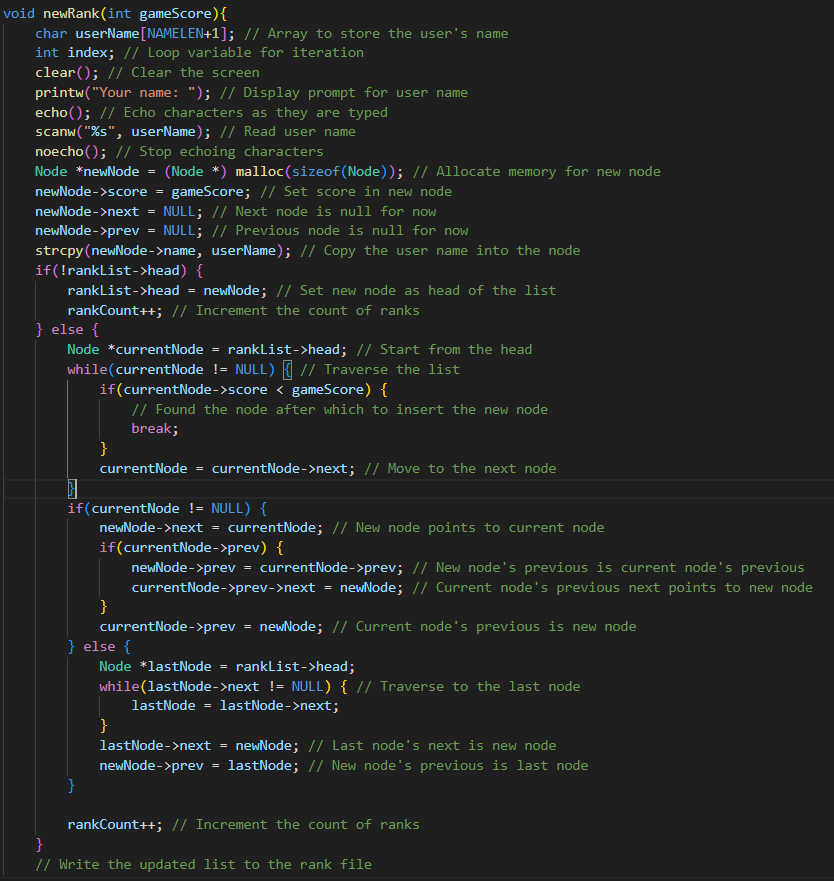 void newRank(int gameScore){
    char userName[NAMELEN+1]; // Array to store the user's name
    int index; // Loop variable for iteration
    clear(); // Clear the screen
    printw("Your name: "); // Display prompt for user name
    echo(); // Echo characters as they are typed
    scanw("%s", userName); // Read user name
    noecho(); // Stop echoing characters
    Node *newNode = (Node *) malloc(sizeof(Node)); // Allocate memory for new node
    newNode->score = gameScore; // Set score in new node
    newNode->next = NULL; // Next node is null for now
    newNode->prev = NULL; // Previous node is null for now
    strcpy(newNode->name, userName); // Copy the user name into the node
    if(!rankList->head) {
        rankList->head = newNode; // Set new node as head of the list
        rankCount++; // Increment the count of ranks
    } else {
        Node *currentNode = rankList->head; // Start from the head
        while(currentNode != NULL) { // Traverse the list
            if(currentNode->score < gameScore) {
                // Found the node after which to insert the new node
                break;
            }
            currentNode = currentNode->next; // Move to the next node
        }
        if(currentNode != NULL) {
            newNode->next = currentNode; // New node points to current node
            if(currentNode->prev) {
                newNode->prev = currentNode->prev; // New node's previous is current node's previous
                currentNode->prev->next = newNode; // Current node's previous next points to new node
            }
            currentNode->prev = newNode; // Current node's previous is new node
        } else {
            Node *lastNode = rankList->head;
            while(lastNode->next != NULL) { // Traverse to the last node
                lastNode = lastNode->next;
            }
            lastNode->next = newNode; // Last node's next is new node
            newNode->prev = lastNode; // New node's previous is last node
        }

        rankCount++; // Increment the count of ranks
    }
    // Write the updated list to the rank file